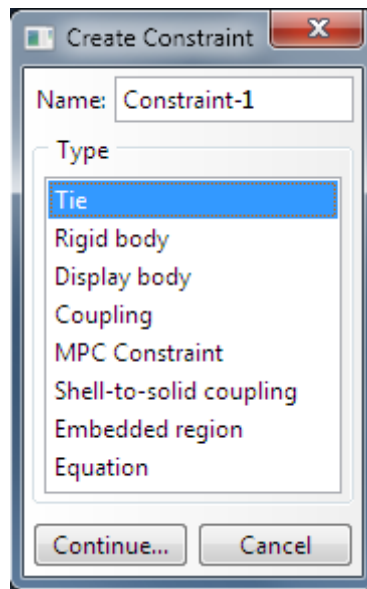 Create Constraint
Name: Constraint-1
Type
Tie
Rigid body
Display body
Coupling
MPC Constraint
Shell-to-solid coupling
Embedded region
Equation
Continue... Cancel